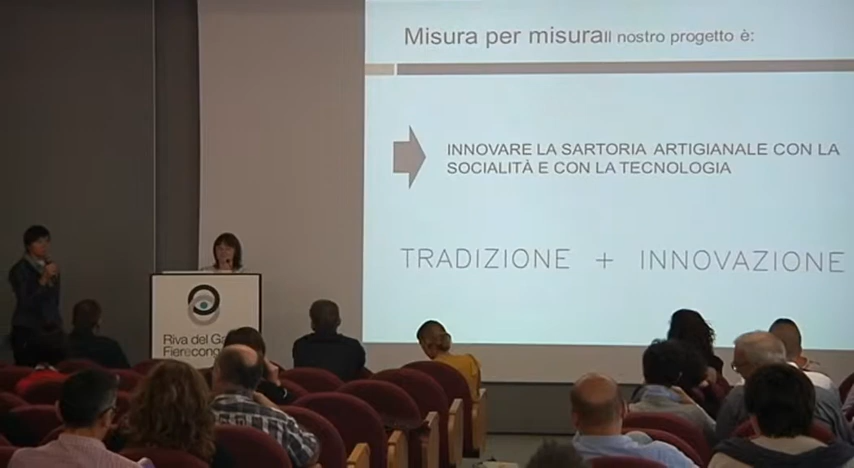 Misura per misuraIl nostro progetto è:
INNOVARE LA SARTORIA ARTIGIANALE CON LA
SOCIALITÀ E CON LA TECNOLOGIA
TRADIZIONE + INNOVAZIONE
Riva del Ga
Fierecong